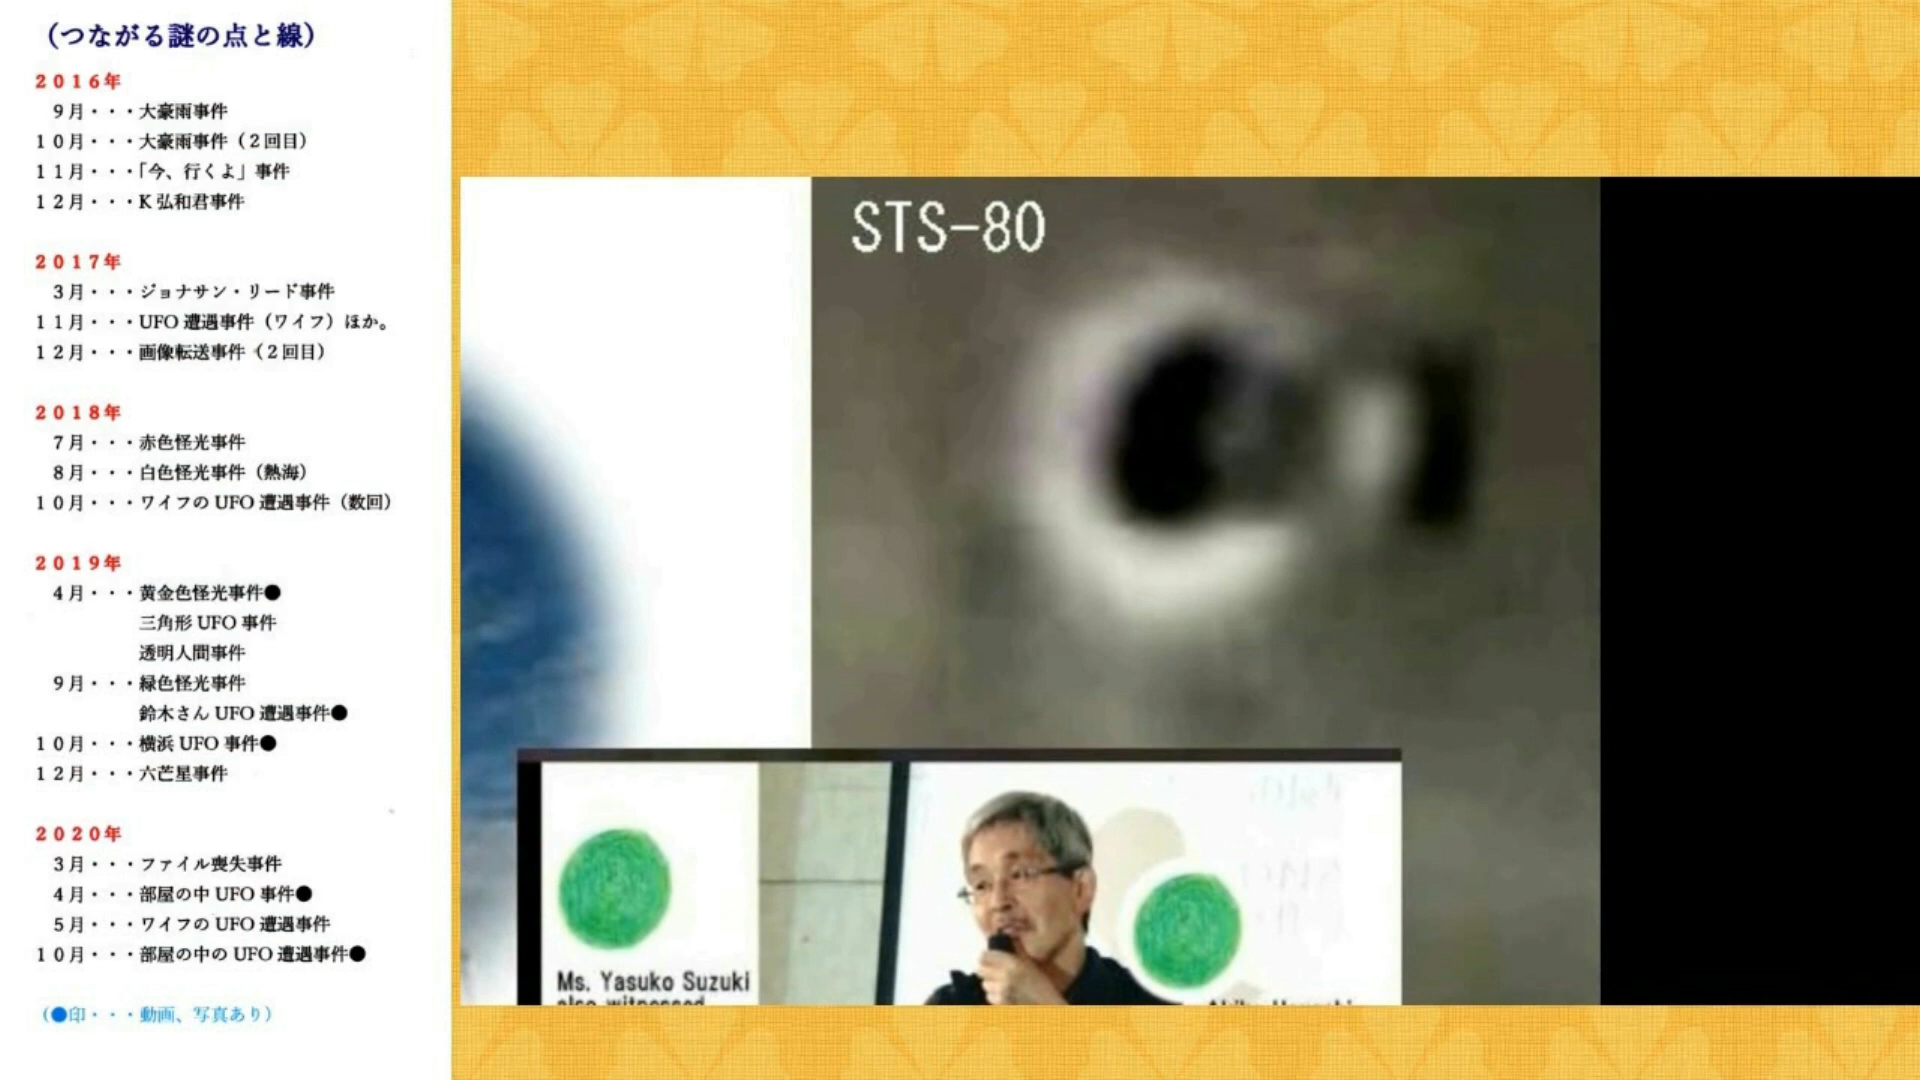 (つながる謎の点と線)
2016年
9月・・・大豪雨事件
10月・・・大豪雨事件(2回目)
11月・・・「今、行くよ」事件
12月・・・K弘和君事件
2017年
3月・・・ジョナサン・リード事件
11月・・・UFO遭遇事件(ワイフ)ほか。
12月・・・画像転送事件(2回目)
2018年
7月・・・赤色怪光事件
8月・・・白色怪光事件(熱海)
10月・・・ワイフのUFO遭遇事件(数回)
2019年
4月・・・黄金色怪光事件●
三角形UFO事件
透明人間事件
9月・・・緑色怪光事件
鈴木さんUFO遭遇事件●
10月・・・横浜UFO事件●
12月・・・六芒星事件
2020年
3月・・・ファイル喪失事件
4月・・・部屋の中UFO事件●
5月・・・ワイフのUFO遭遇事件
10月・・・部屋の中のUFO遭遇事件●
(●印・・・動画、写真あり)
STS-80
Ms. Yasuko Suzuki
also witnessed